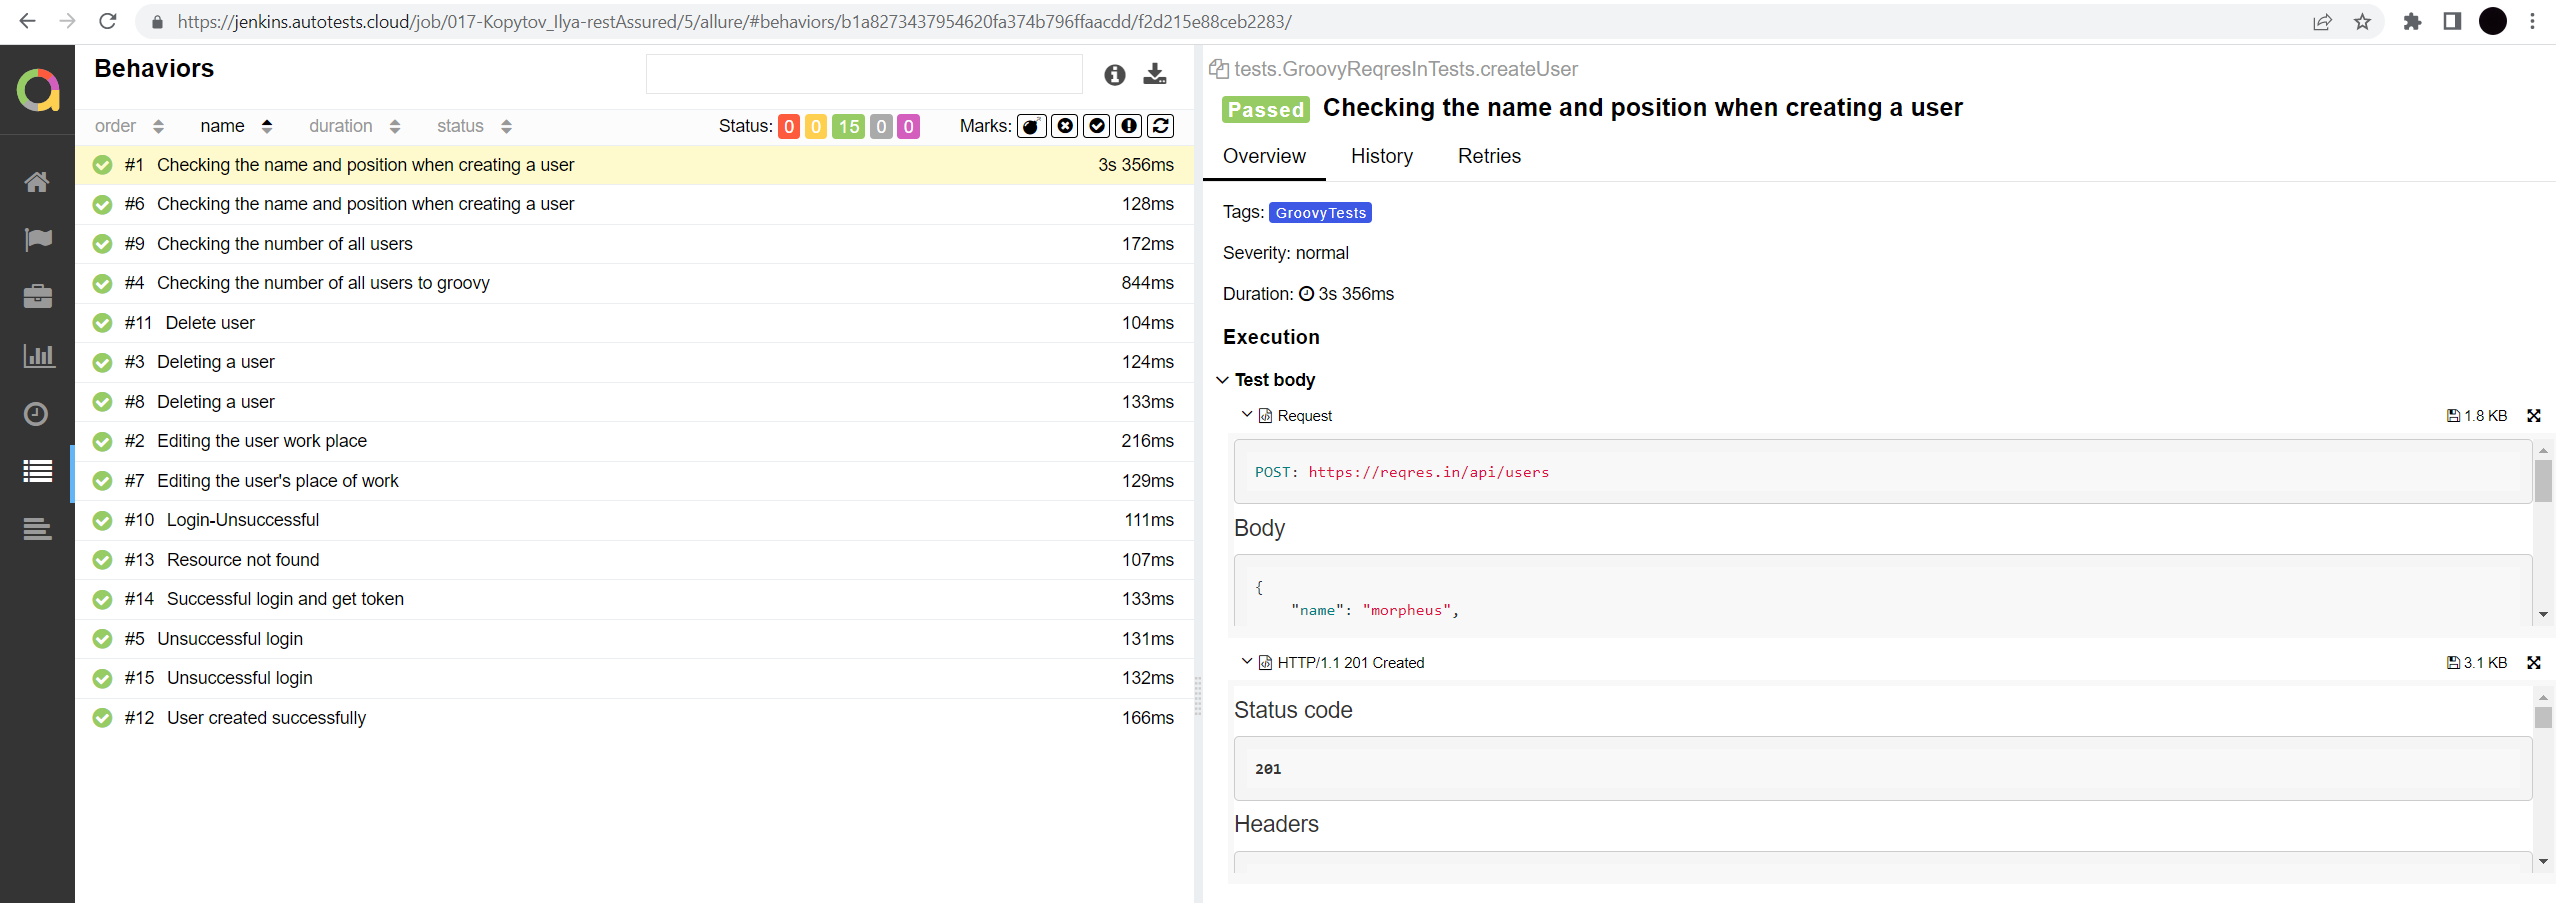 https://jenkins.autotests.cloud/job/017-Kopytov_Ilya-restAssured/5/allure/#behaviors/b1a8273437954620fa374b796ffaacdd/f2d215e88ceb2283/
Behaviors
order name duration status Status: 0 0 15 0 0 Marks:
#1 Checking the name and position when creating a user 3s 356ms
#6 Checking the name and position when creating a user 128ms
#9 Checking the number of all users 172ms
#4 Checking the number of all users to groovy 844ms
#11 Delete user 104ms
#3 Deleting a user 124ms
#8 Deleting a user 133ms
#2 Editing the user work place 216ms
#7 Editing the user's place of work 129ms
#10 Login-Unsuccessful 111ms
#13 Resource not found 107ms
#14 Successful login and get token 133ms
#5 Unsuccessful login 131ms
#15 Unsuccessful login 132ms
#12 User created successfully 166ms
tests.GroovyReqresInTests.createUser
Passed Checking the name and position when creating a user
Overview History Retries
Tags: GroovyTests
Severity: normal
Duration: 3s 356ms
Execution
Test body
Request 1.8 KB
POST: https://reqres.in/api/users
Body
{
"name": "morpheus",
HTTP/1.1 201 Created 3.1 KB
Status code
201
Headers